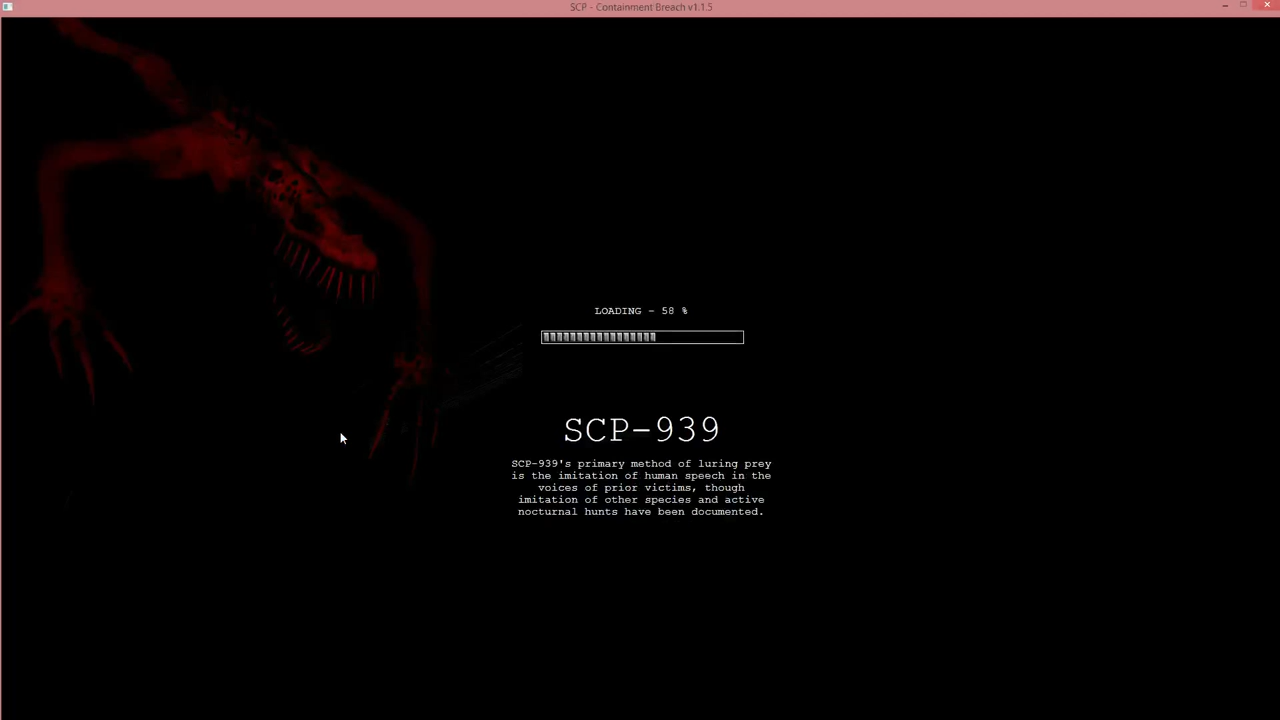 SCP - Containment Breach v1.1.5
LOADING - 58 %
SCP-939
SCP-939's primary method of luring prey
is the imitation of human speech in the
voices of prior victims, though
imitation of other species and active
nocturnal hunts have been documented.